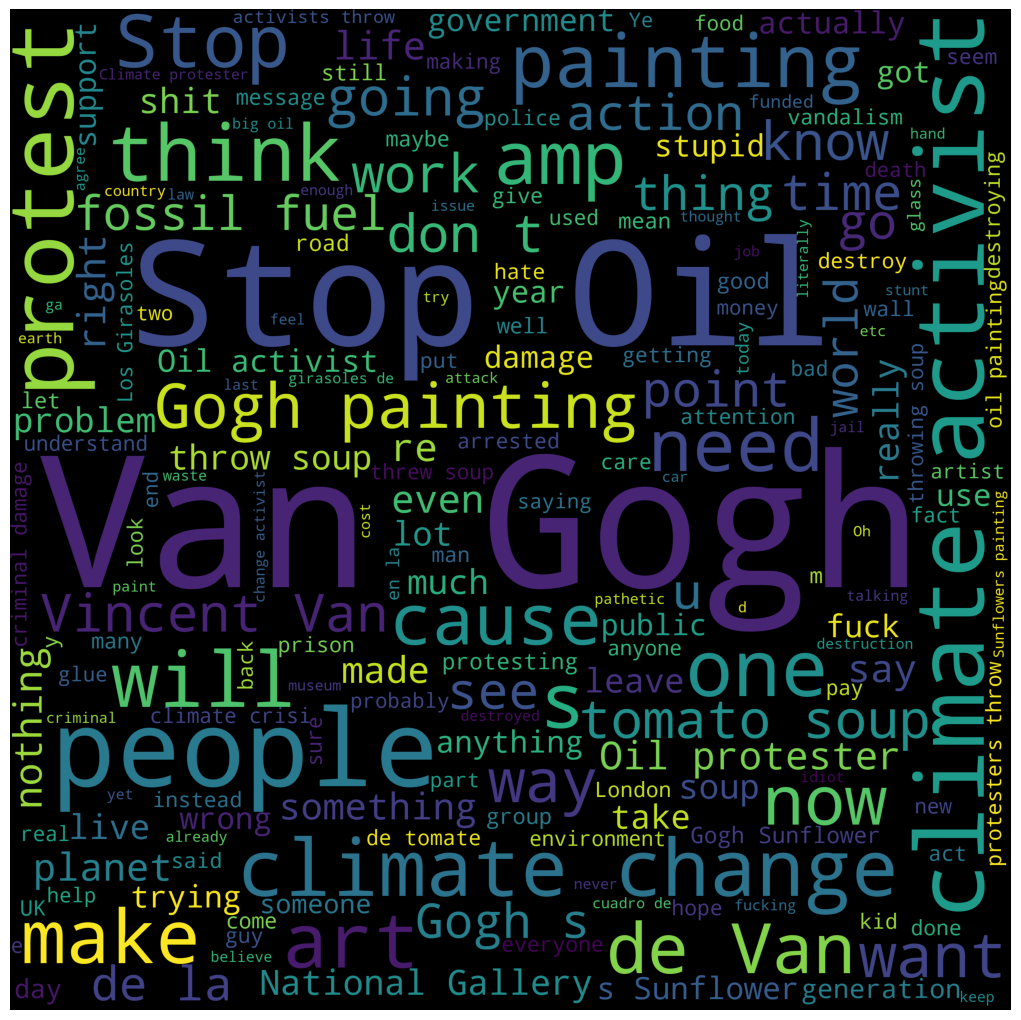 activists throw
government
Ye
food
actually
Stop
life
making
painting
got
seem
Climate protester
still
support
shit
message
going
police
action
funded
vandalism
hand
protest
big oil
maybe
stupid
know
death
activist
agree
think
work
amp
country
law
enough
issue
give
used
mean
thing
thought
time
glass
destroying
fossil fuel
don t
road
go
right
Los Girasoles
Stop Oil
hate
job
literally
destroy
good
stunt
ga
two
try
year
money
world
wall
earth
feel
well
etc
Oil activist
put
damage
getting
today
bad
oil painting
let
last
girasoles de
attack
problem
Gogh painting
point
attention
really
jail
throwing soup
understand
throw soup
re
arrested
need
artist
waste
threw soup
care
car
use
criminal damage
end
look
cost
change activist
Van Gogh
even
saying
fact
lot
man
Oh
paint
en la
much
pathetic
d
m
talking
Vincent Van
cause
u
public
fuck
Sunflowers painting
climate
y
many
back
prison
protesting
anyone
destruction
nothing
glue
will
made
see
s
leave
one
say
museum
probably
pay
criminal
climate crisi
destroyed
tomato soup
people
sure
anything
Oil protester
idiot
protesters throw
yet
instead
something
part
way
London
soup
now
new
real
live
wrong
group
take
already
de tomate
environment
Gogh Sunflower
act
planet
said
climate change
UK
help
trying
someone
never
cuadro de
hope
fucking
kid
done
make
come
guy
art
Gogh s
everyone
de Van
want
e
believe
day
de la
National Gallery
s Sunflower
generation
keep